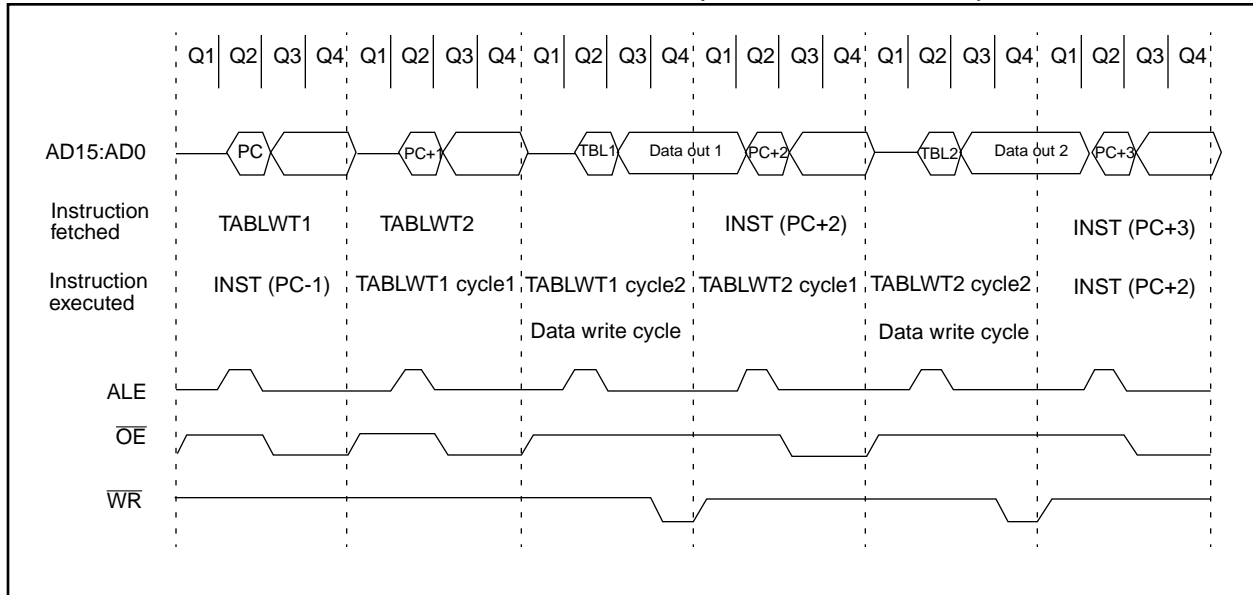 Q1 Q2 Q3 Q4 Q1 Q2 Q3 Q4 Q1 Q2 Q3 Q4 Q1 Q2 Q3 Q4 Q1 Q2 Q3 Q4 Q1 Q2 Q3 Q4
AD15:AD0 PC PC+1 TBL1 Data out 1 PC+2 TBL2 Data out 2 PC+3
Instruction
fetched TABLWT1 TABLWT2 INST (PC+2) INST (PC+3)
Instruction
executed INST (PC-1) TABLWT1 cycle1 TABLWT1 cycle2 TABLWT2 cycle1 TABLWT2 cycle2 INST (PC+2)
Data write cycle Data write cycle
ALE
OE
WR